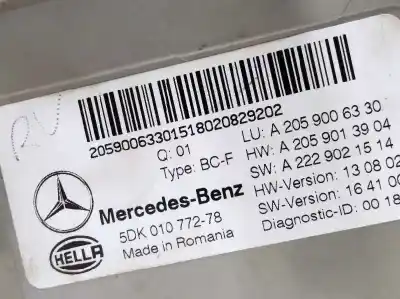 20590063301518020829202
Q: 01
Type: BC-F
LU: A 205 900 63 30
HW: A 205 901 39 04
SW: A 222 902 15 14
HW-Version: 13 08 02
SW-Version: 16 41 00
Diagnostic-ID: 00 18
Mercedes-Benz
5DK 010 772-78
Made in Romania
HELLA